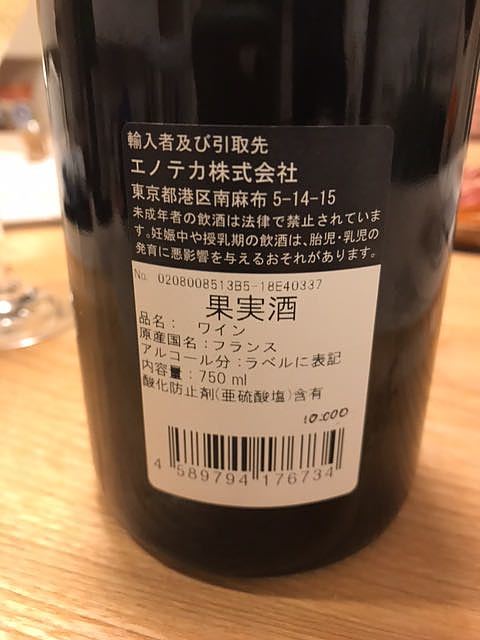 輸入者及び引取先
エノテカ株式会社
東京都港区南麻布 5-14-15
未成年者の飲酒は法律で禁止されていま
す。妊娠中や授乳期の飲酒は、胎児・乳児の
発育に悪影響を与えるおそれがあります。
No. 0208008513B5-18E40337
果実酒
品名： ワイン
原産国名：フランス
アルコール分：ラベルに表記
内容量：750 ml
酸化防止剤(亜硫酸塩)含有
10,000
4 589794 176734